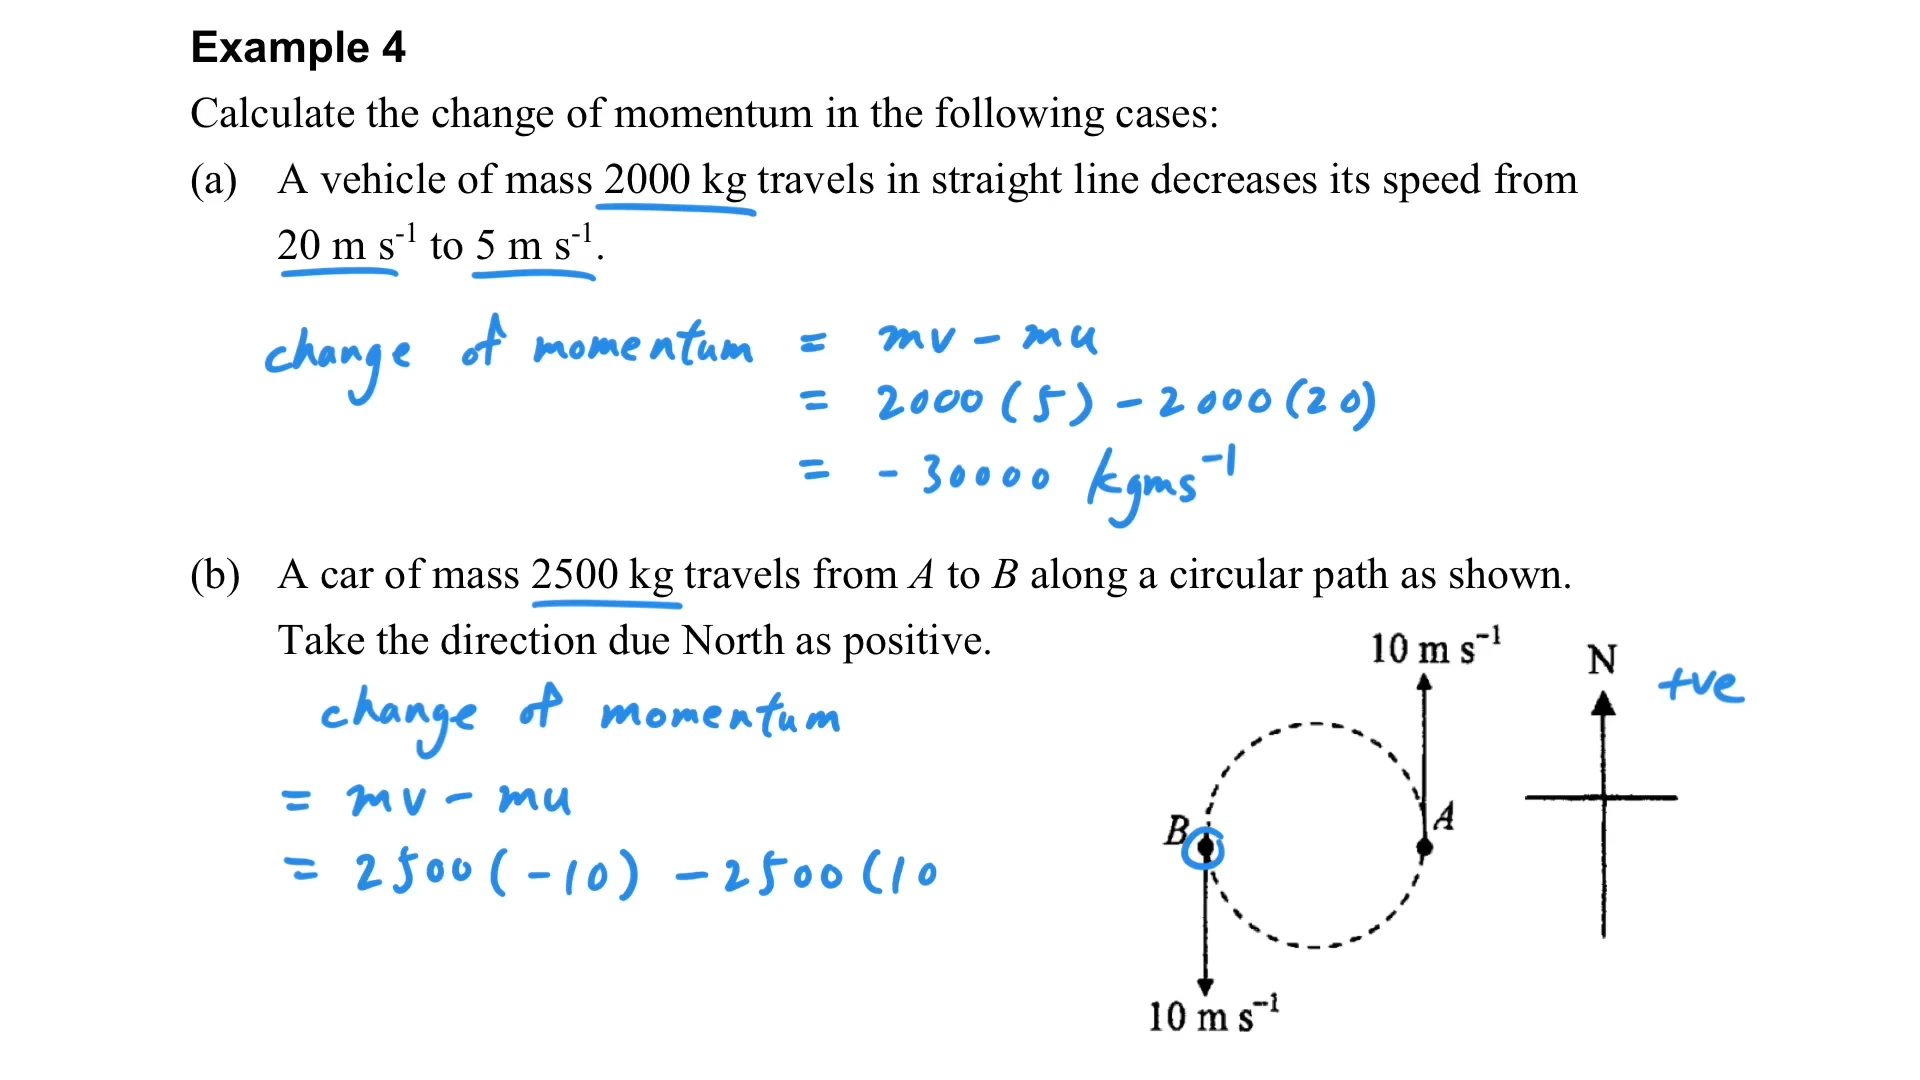 Example 4
Calculate the change of momentum in the following cases:
(a) A vehicle of mass 2000 kg travels in straight line decreases its speed from
20 m s⁻¹ to 5 m s⁻¹.
change of momentum = mv - mu
= 2000 (5) - 2000 (20)
= - 30000 kgms⁻¹
(b) A car of mass 2500 kg travels from A to B along a circular path as shown.
Take the direction due North as positive.
10 m s⁻¹
N
+ve
change of momentum
= mv - mu
= 2500 (-10) - 2500 (10
B
A
10 m s⁻¹